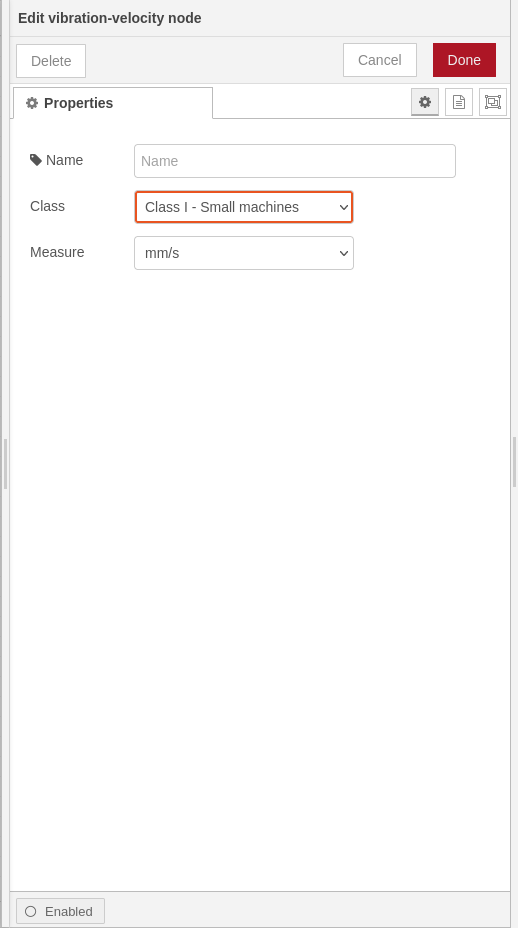 Edit vibration-velocity node
Delete
Cancel
Done
Properties
Name
Name
Class
Class I - Small machines
Measure
mm/s
Enabled